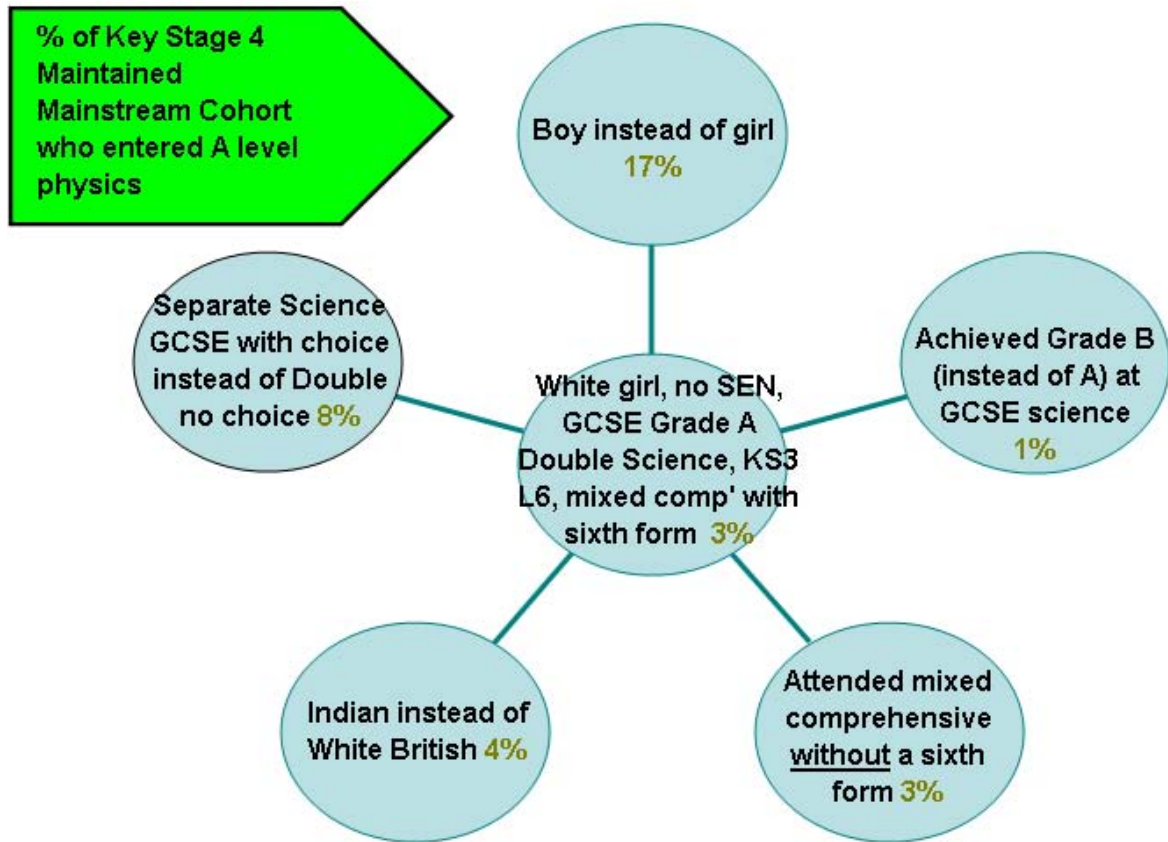 % of Key Stage 4
Maintained
Mainstream Cohort
who entered A level
physics
Boy instead of girl
17%
Separate Science
GCSE with choice
instead of Double
no choice 8%
Achieved Grade B
(instead of A) at
GCSE science
1%
White girl, no SEN,
GCSE Grade A
Double Science, KS3
L6, mixed comp' with
sixth form 3%
Indian instead of
White British 4%
Attended mixed
comprehensive
without a sixth
form 3%